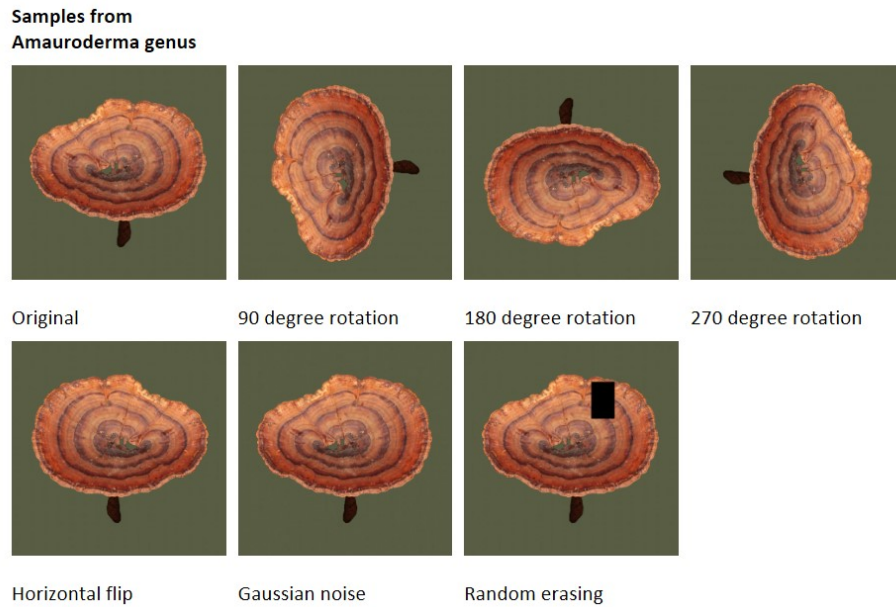 Samples from
Amauroderma genus
Original
90 degree rotation
180 degree rotation
270 degree rotation
Horizontal flip
Gaussian noise
Random erasing